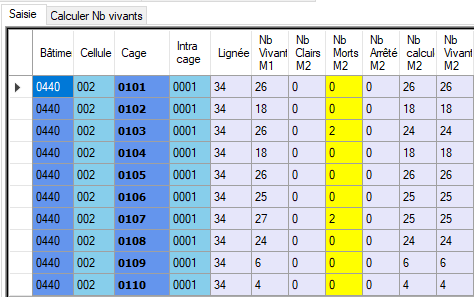 Saisie Calculer Nb vivants
Bâtime Cellule Cage Intra cage Lignée Nb Vivant M1 Nb Clairs M2 Nb Morts M2 Nb Arrêté M2 Nb calcul M2 Nb Vivant M2
0440 002 0101 0001 34 26 0 0 0 26 26
0440 002 0102 0001 34 18 0 0 0 18 18
0440 002 0103 0001 34 26 0 2 0 24 24
0440 002 0104 0001 34 18 0 0 0 18 18
0440 002 0105 0001 34 26 0 0 0 26 26
0440 002 0106 0001 34 25 0 0 0 25 25
0440 002 0107 0001 34 27 0 2 0 25 25
0440 002 0108 0001 34 24 0 0 0 24 24
0440 002 0109 0001 34 6 0 0 0 6 6
0440 002 0110 0001 34 4 0 0 0 4 4